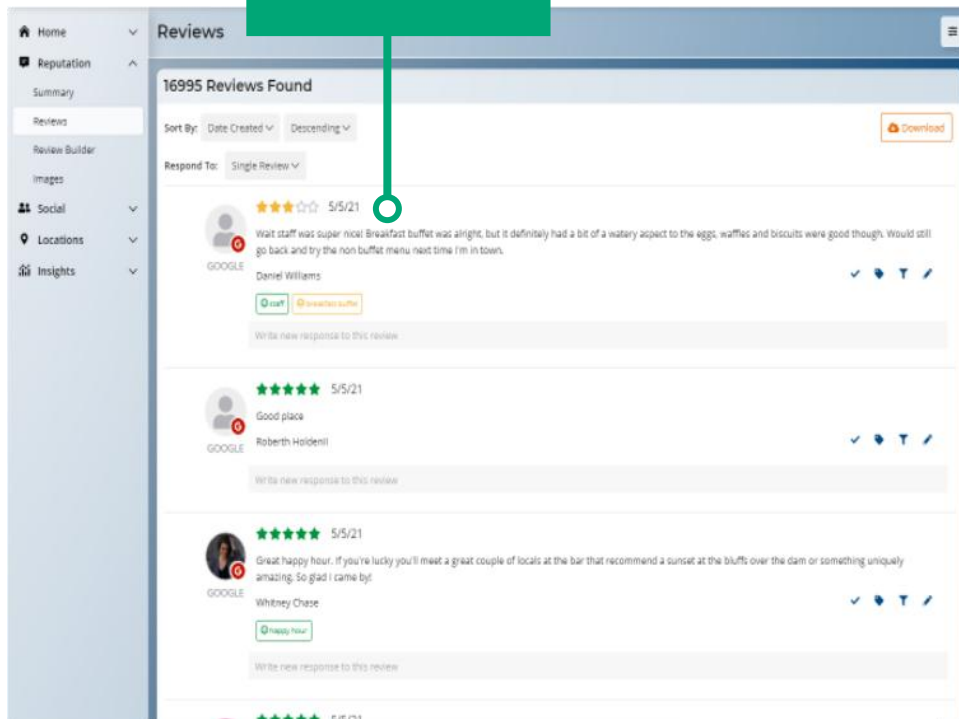 Home
Reputation
Summary
Reviews
Review Builder
Images
Social
Locations
Insights
Reviews
16995 Reviews Found
Sort By: Date Created Descending
Download
Respond To: Single Review
5/5/21
Wait staff was super nice! Breakfast buffet was alright, but it definitely had a bit of a watery aspect to the eggs, waffles and biscuits were good though. Would still
go back and try the non buffet menu next time I'm in town.
GOOGLE
Daniel Williams
staff breakfast buffet
Write new response to this review
5/5/21
Good place
GOOGLE
Roberth Holdenll
Write new response to this review
5/5/21
Great happy hour. If you're lucky you'll meet a great couple of locals at the bar that recommend a sunset at the bluffs over the dam or something uniquely
amazing. So glad I came by!
GOOGLE
Whitney Chase
happy hour
Write new response to this review
5/5/21